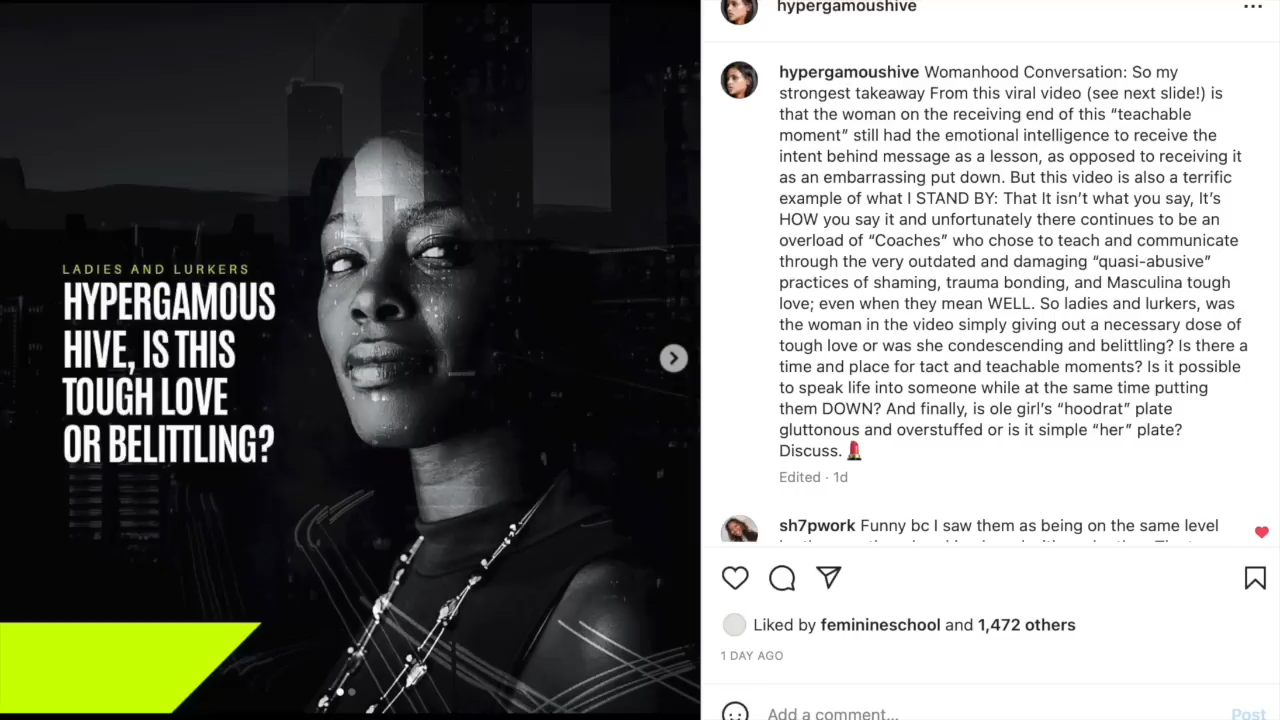 LADIES AND LURKERS
HYPERGAMOUS
HIVE, IS THIS
TOUGH LOVE
OR BELITTLING?
hypergamoushive
hypergamoushive Womanhood Conversation: So my
strongest takeaway From this viral video (see next slide!) is
that the woman on the receiving end of this “teachable
moment” still had the emotional intelligence to receive the
intent behind message as a lesson, as opposed to receiving it
as an embarrassing put down. But this video is also a terrific
example of what I STAND BY: That It isn’t what you say, It’s
HOW you say it and unfortunately there continues to be an
overload of “Coaches” who chose to teach and communicate
through the very outdated and damaging “quasi-abusive”
practices of shaming, trauma bonding, and Masculina tough
love; even when they mean WELL. So ladies and lurkers, was
the woman in the video simply giving out a necessary dose of
tough love or was she condescending and belittling? Is there a
time and place for tact and teachable moments? Is it possible
to speak life into someone while at the same time putting
them DOWN? And finally, is ole girl’s “hoodrat” plate
gluttonous and overstuffed or is it simple “her” plate?
Discuss. 💄
Edited · 1d
sh7pwork Funny bc I saw them as being on the same level
Liked by feminineschool and 1,472 others
1 DAY AGO
Add a comment...
Post